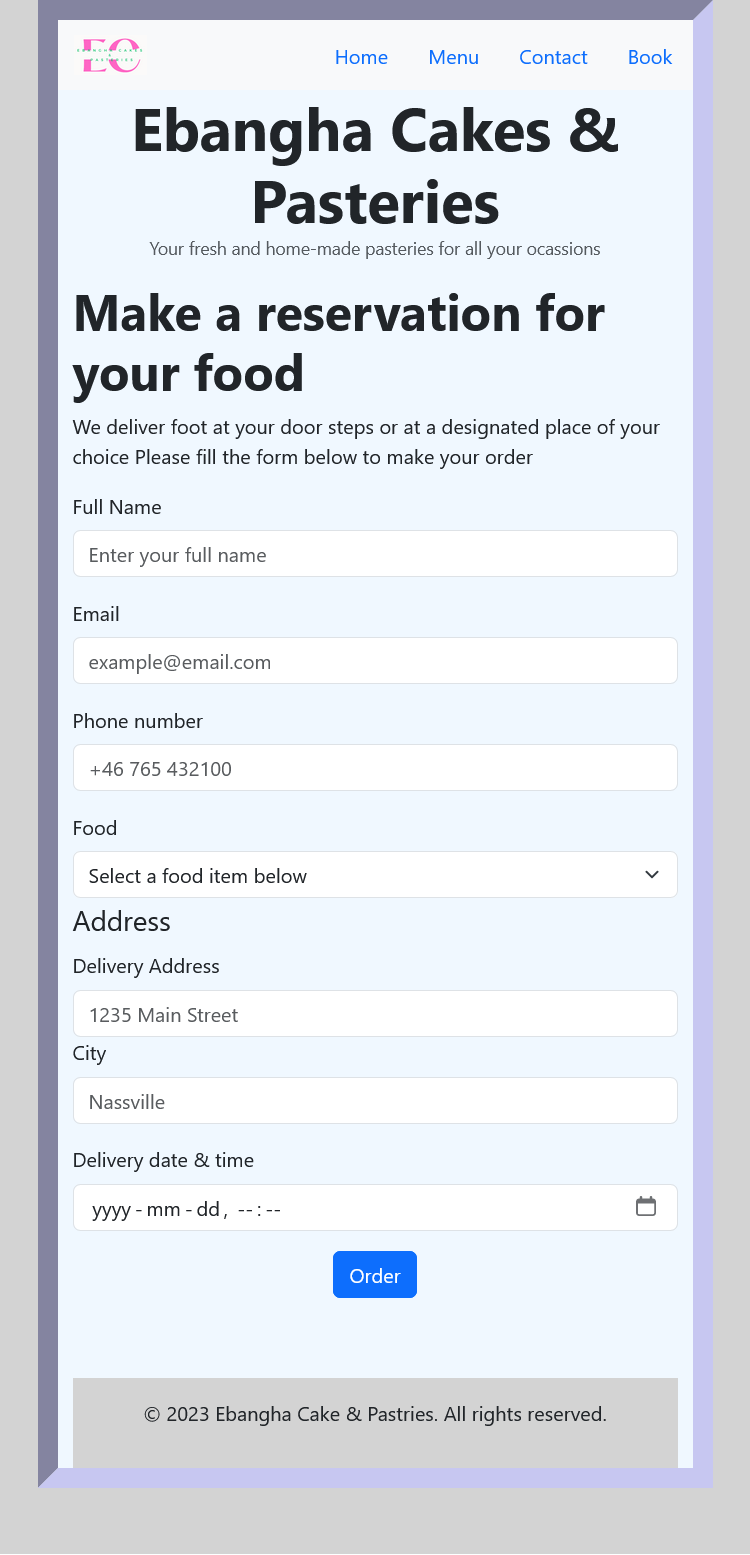 EC
EBANGHA CAKES
&
PASTERIES
Home Menu Contact Book
Ebangha Cakes &
Pasteries
Your fresh and home-made pasteries for all your ocassions
Make a reservation for
your food
We deliver foot at your door steps or at a designated place of your
choice Please fill the form below to make your order
Full Name
Enter your full name
Email
example@email.com
Phone number
+46 765 432100
Food
Select a food item below
Address
Delivery Address
1235 Main Street
City
Nassville
Delivery date & time
yyyy - mm - dd , -- : --
Order
© 2023 Ebangha Cake & Pastries. All rights reserved.